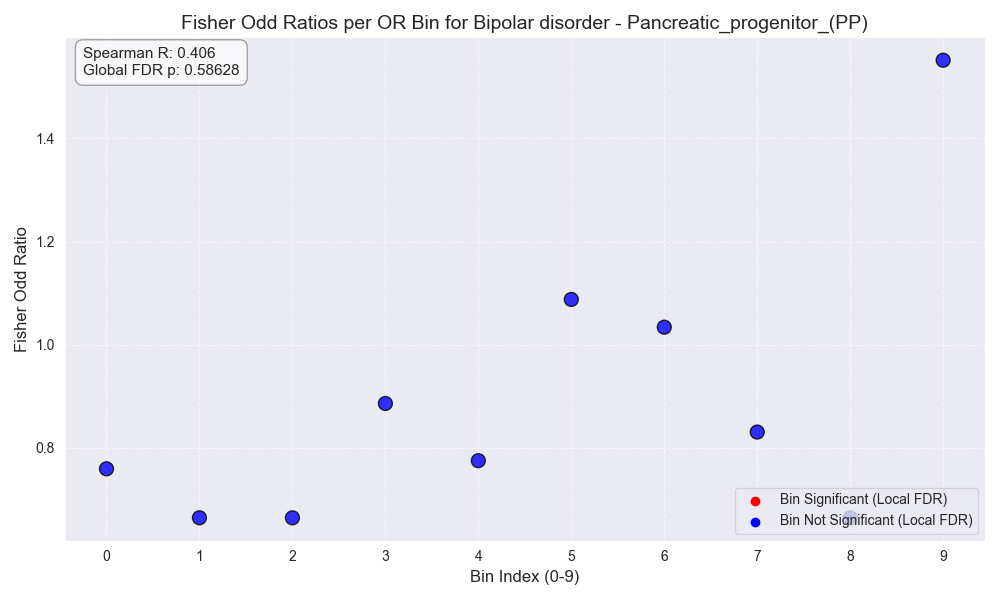 Fisher Odd Ratios per OR Bin for Bipolar disorder - Pancreatic_progenitor_(PP)
Spearman R: 0.406
Global FDR p: 0.58628
Fisher Odd Ratio
1.4
1.2
1.0
0.8
Bin Significant (Local FDR)
Bin Not Significant (Local FDR)
0 1 2 3 4 5 6 7 8 9
Bin Index (0-9)